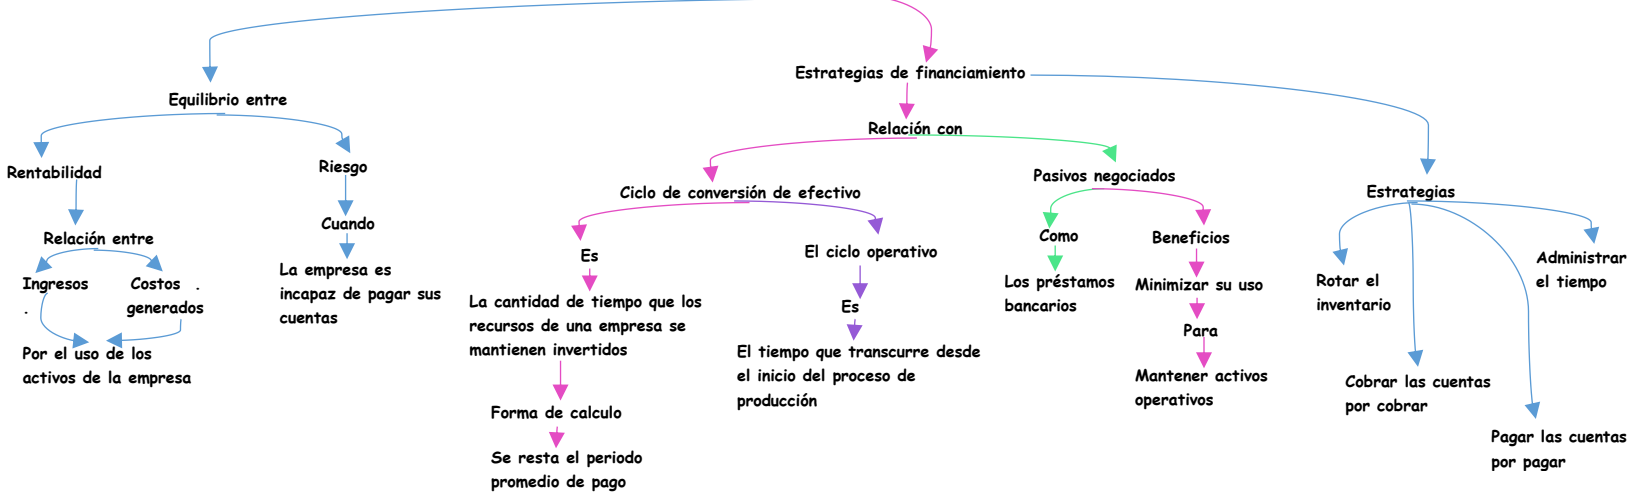 Equilibrio entre
Rentabilidad
Riesgo
Relación entre
Ingresos
.
Costos .
generados
Por el uso de los
activos de la empresa
Cuando
La empresa es
incapaz de pagar sus
cuentas
Estrategias de financiamiento
Relación con
Ciclo de conversión de efectivo
Es
La cantidad de tiempo que los
recursos de una empresa se
mantienen invertidos
Forma de calculo
Se resta el periodo
promedio de pago
El ciclo operativo
Es
El tiempo que transcurre desde
el inicio del proceso de
producción
Pasivos negociados
Como
Los préstamos
bancarios
Beneficios
Minimizar su uso
Para
Mantener activos
operativos
Estrategias
Rotar el
inventario
Cobrar las cuentas
por cobrar
Pagar las cuentas
por pagar
Administrar
el tiempo